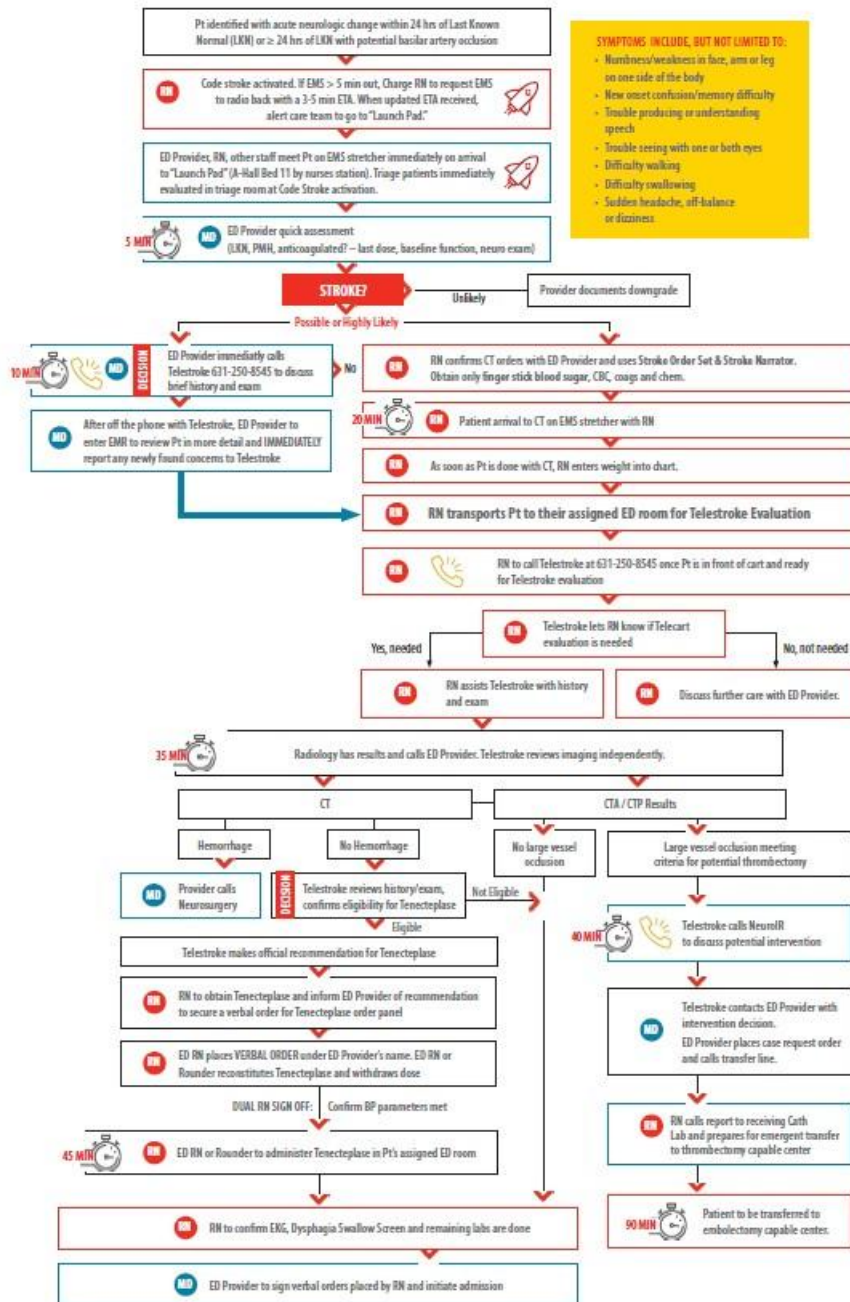 Pt identified with acute neurologic change within 24 hrs of Last Known
Normal (LKN) or ≥ 24 hrs of LKN with potential basilar artery occlusion
SYMPTOMS INCLUDE, BUT NOT LIMITED TO:
• Numbness/weakness in face, arm or leg
on one side of the body
• New onset confusion/memory difficulty
• Trouble producing or understanding
speech
• Trouble seeing with one or both eyes
• Difficulty walking
• Difficulty swallowing
• Sudden headache, off-balance
or dizziness
RN
Code stroke activated. If EMS > 5 min out, Charge RN to request EMS
to radio back with a 3-5 min ETA. When updated ETA received,
alert care team to go to "Launch Pad."
ED Provider, RN, other staff meet Pt on EMS stretcher immediately on arrival
to "Launch Pad" (A-Hall Bed 11 by nurses station). Triage patients immediately
evaluated in triage room at Code Stroke activation.
5 MIN
MD
ED Provider quick assessment
(LKN, PMH, anticoagulated? – last dose, baseline function, neuro exam)
STROKE?
Unlikely
Provider documents downgrade
Possible or Highly Likely
10 MIN
MD
DECISION
ED Provider immediatly calls
Telestroke 631-250-8545 to discuss
brief history and exam
No
RN
RN confirms CT orders with ED Provider and uses Stroke Order Set & Stroke Narrator.
Obtain only finger stick blood sugar, CBC, coags and chem.
MD
After off the phone with Telestroke, ED Provider to
enter EMR to review Pt in more detail and IMMEDIATELY
report any newly found concerns to Telestroke
20 MIN
RN
Patient arrival to CT on EMS stretcher with RN
RN
As soon as Pt is done with CT, RN enters weight into chart.
RN
RN transports Pt to their assigned ED room for Telestroke Evaluation
RN
RN to call Telestroke at 631-250-8545 once Pt is in front of cart and ready
for Telestroke evaluation
RN
Telestroke lets RN know if Telecart
evaluation is needed
Yes, needed
No, not needed
RN
RN assists Telestroke with history
and exam
RN
Discuss further care with ED Provider.
35 MIN
Radiology has results and calls ED Provider. Telestroke reviews imaging independently.
CT
CTA / CTP Results
Hemorrhage
No Hemorrhage
No large vessel
occlusion
Large vessel occlusion meeting
criteria for potential thrombectomy
MD
Provider calls
Neurosurgery
DECISION
Telestroke reviews history/exam,
confirms eligibility for Tenecteplase
Not Eligible
Eligible
40 MIN
Telestroke calls NeuroIR
to discuss potential intervention
Telestroke makes official recommendation for Tenecteplase
RN
RN to obtain Tenecteplase and inform ED Provider of recommendation
to secure a verbal order for Tenecteplase order panel
MD
Telestroke contacts ED Provider with
intervention decision.
ED Provider places case request order
and calls transfer line.
RN
ED RN places VERBAL ORDER under ED Provider's name. ED RN or
Rounder reconstitutes Tenecteplase and withdraws dose
DUAL RN SIGN OFF:
Confirm BP parameters met
RN
RN calls report to receiving Cath
Lab and prepares for emergent transfer
to thrombectomy capable center
45 MIN
RN
ED RN or Rounder to administer Tenecteplase in Pt's assigned ED room
90 MIN
Patient to be transferred to
embolectomy capable center.
RN
RN to confirm EKG, Dysphagia Swallow Screen and remaining labs are done
MD
ED Provider to sign verbal orders placed by RN and initiate admission